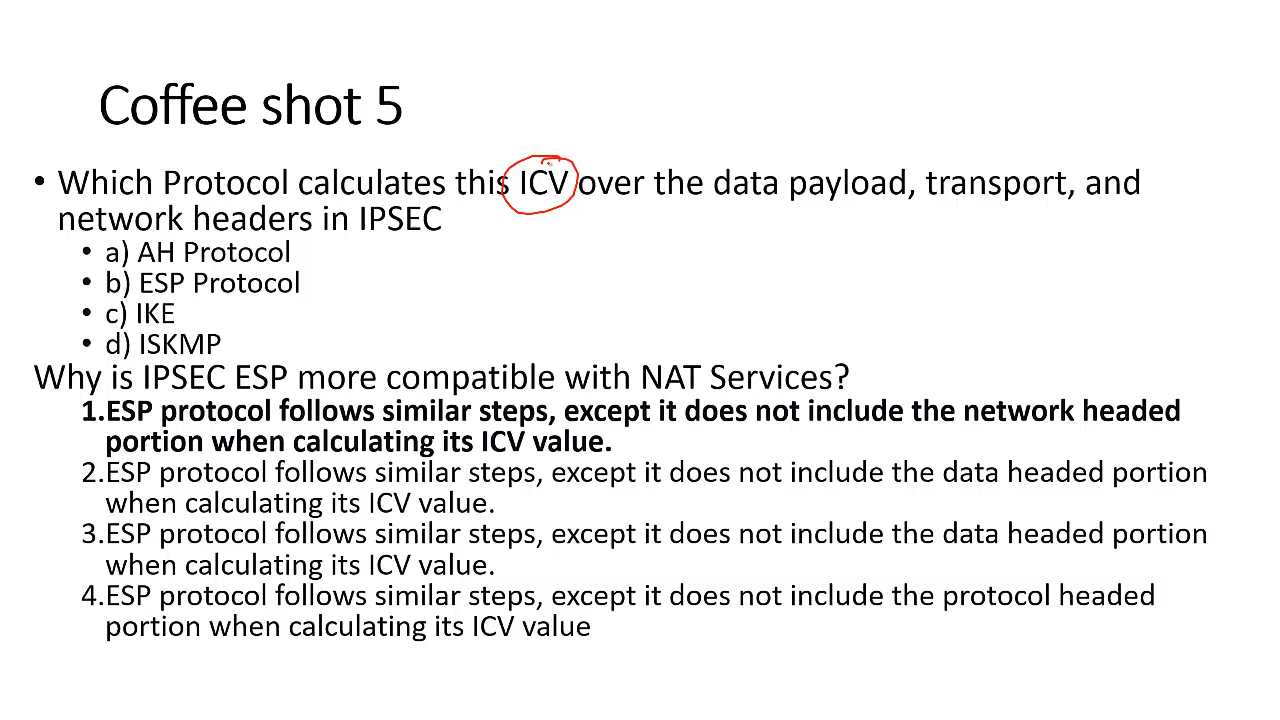 Coffee shot 5
• Which Protocol calculates this ICV over the data payload, transport, and
network headers in IPSEC
• a) AH Protocol
• b) ESP Protocol
• c) IKE
• d) ISKMP
Why is IPSEC ESP more compatible with NAT Services?
1.ESP protocol follows similar steps, except it does not include the network headed
portion when calculating its ICV value.
2.ESP protocol follows similar steps, except it does not include the data headed portion
when calculating its ICV value.
3.ESP protocol follows similar steps, except it does not include the data headed portion
when calculating its ICV value.
4.ESP protocol follows similar steps, except it does not include the protocol headed
portion when calculating its ICV value